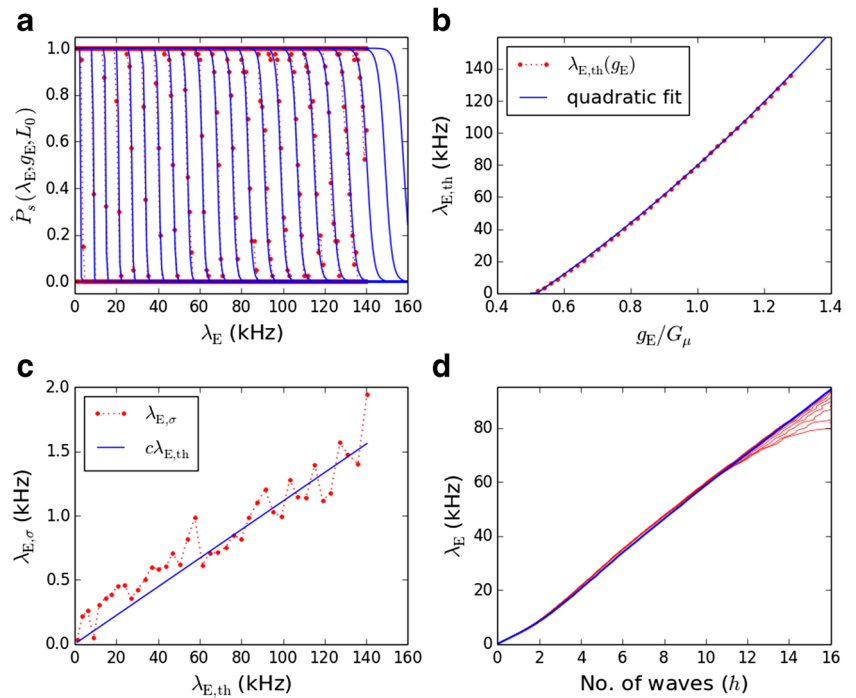 a
1.0
0.8
0.6
0.4
0.2
0.0
P̂s(λE,gE,L0)
0 20 40 60 80 100 120 140 160
λE (kHz)
b
140
120
100
80
60
40
20
0
λE,th (kHz)
λE,th(gE)
quadratic fit
0.4 0.6 0.8 1.0 1.2 1.4
gE/Gμ
c
2.0
1.5
1.0
0.5
0.0
λE,σ (kHz)
λE,σ
cλE,th
0 20 40 60 80 100 120 140 160
λE,th (kHz)
d
80
60
40
20
0
λE (kHz)
0 2 4 6 8 10 12 14 16
No. of waves (h)